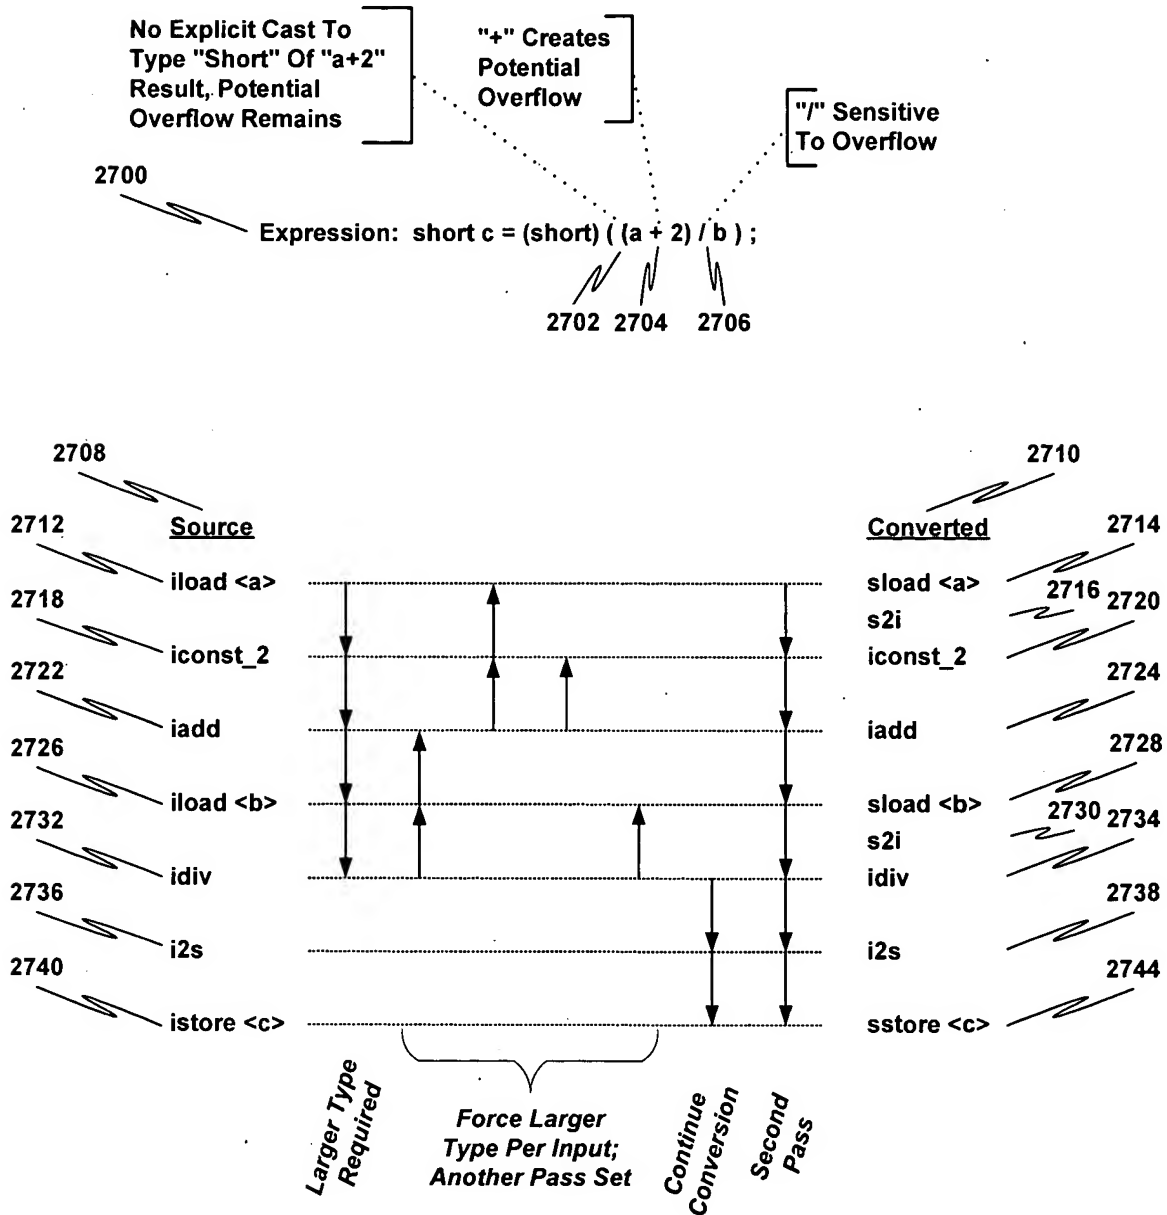 No Explicit Cast To
Type "Short" Of "a+2"
Result, Potential
Overflow Remains
"+" Creates
Potential
Overflow
"/" Sensitive
To Overflow
2700
Expression: short c = (short) ( (a + 2) / b ) ;
2702 2704 2706
2708
2710
2712
Source
Converted
2714
iload <a>
sload <a>
2716
2718
s2i
2720
iconst_2
iconst_2
2722
2724
iadd
iadd
2726
2728
iload <b>
sload <b>
2730
2732
s2i
2734
idiv
idiv
2736
2738
i2s
i2s
2740
2744
istore <c>
sstore <c>
Larger Type
Required
Force Larger
Type Per Input;
Another Pass Set
Continue
Conversion
Second
Pass